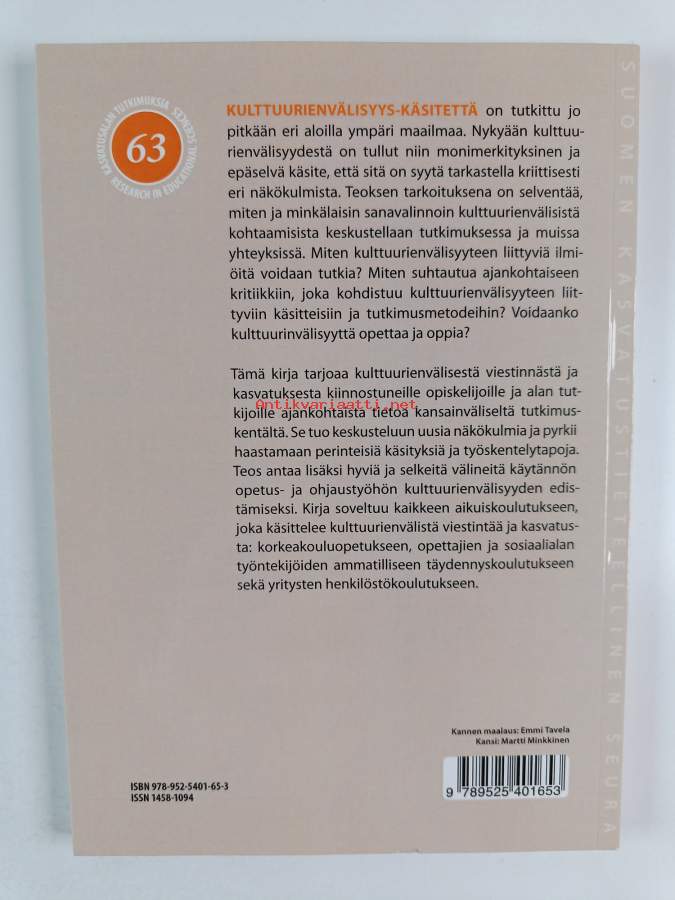 KASVATUSALAN TUTKIMUKSIA
RESEARCH IN EDUCATIONAL SCIENCES
63
KULTTUURIENVÄLISYYS-KÄSITETTÄ on tutkittu jo
pitkään eri aloilla ympäri maailmaa. Nykyään kulttuu-
rienvälisyydestä on tullut niin monimerkityksinen ja
epäselvä käsite, että sitä on syytä tarkastella kriittisesti
eri näkökulmista. Teoksen tarkoituksena on selventää,
miten ja minkälaisin sanavalinnoin kulttuurienvälisistä
kohtaamisista keskustellaan tutkimuksessa ja muissa
yhteyksissä. Miten kulttuurienvälisyyteen liittyviä ilmi-
öitä voidaan tutkia? Miten suhtautua ajankohtaiseen
kritiikkiin, joka kohdistuu kulttuurienvälisyyteen liit-
tyviin käsitteisiin ja tutkimusmetodeihin? Voidaanko
kulttuurinvälisyyttä opettaa ja oppia?
Tämä kirja tarjoaa kulttuurienvälisestä viestinnästä ja
kasvatuksesta kiinnostuneille opiskelijoille ja alan tut-
kijoille ajankohtaista tietoa kansainväliseltä tutkimus-
kentältä. Se tuo keskusteluun uusia näkökulmia ja pyrkii
haastamaan perinteisiä käsityksiä ja työskentelytapoja.
Teos antaa lisäksi hyviä ja selkeitä välineitä käytännön
opetus- ja ohjaustyöhön kulttuurienvälisyyden edis-
tämiseksi. Kirja soveltuu kaikkeen aikuiskoulutukseen,
joka käsittelee kulttuurienvälistä viestintää ja kasvatus-
ta: korkeakouluopetukseen, opettajien ja sosiaalialan
työntekijöiden ammatilliseen täydennyskoulutukseen
sekä yritysten henkilöstökoulutukseen.
Antikvariaatti.net
Kannen maalaus: Emmi Tavela
Kansi: Martti Minkkinen
ISBN 978-952-5401-65-3
ISSN 1458-1094
9 789525 401653
SUOMEN KASVATUSTIETEELLINEN SEURA